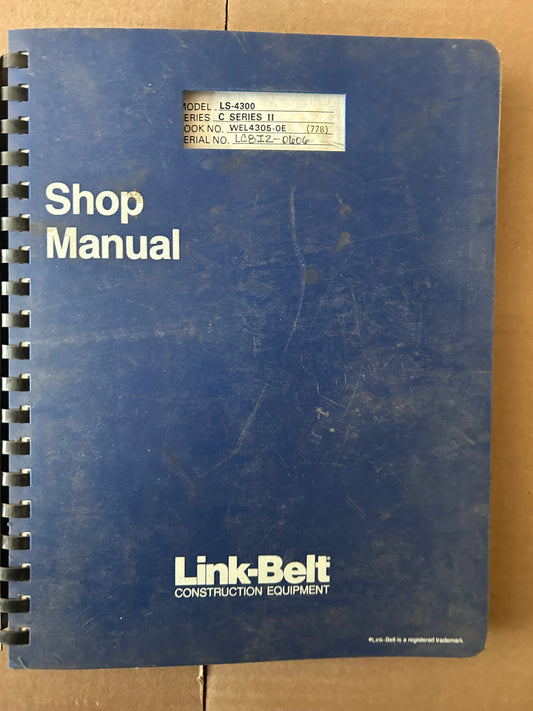 MODEL LS-4300
ERIES C SERIES II
OOK NO. WEL4305-0E (778)
ERIAL NO. LC8I2-0606
Shop
Manual
Link-Belt®
CONSTRUCTION EQUIPMENT
®Link-Belt is a registered trademark